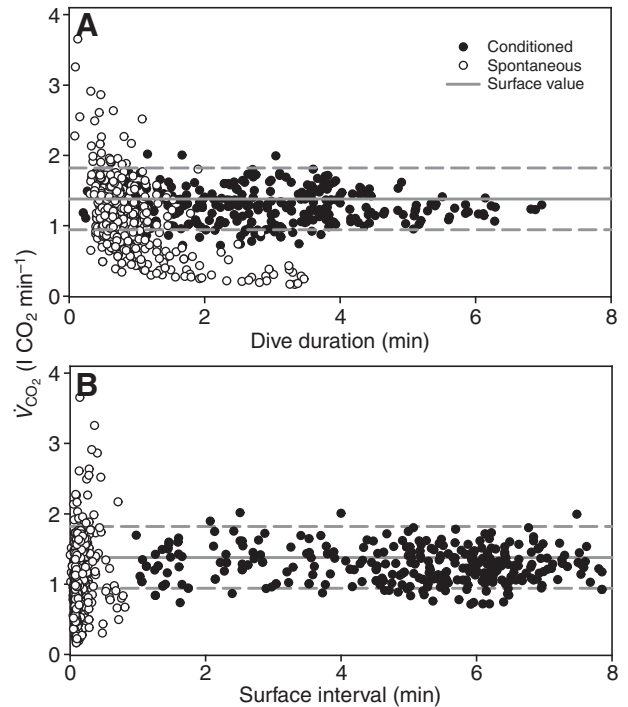 A
4
3
2
1
0
Conditioned
Spontaneous
Surface value
0 2 4 6 8
Dive duration (min)
V̇CO₂ (l CO₂ min⁻¹)
B
4
3
2
1
0
0 2 4 6 8
Surface interval (min)